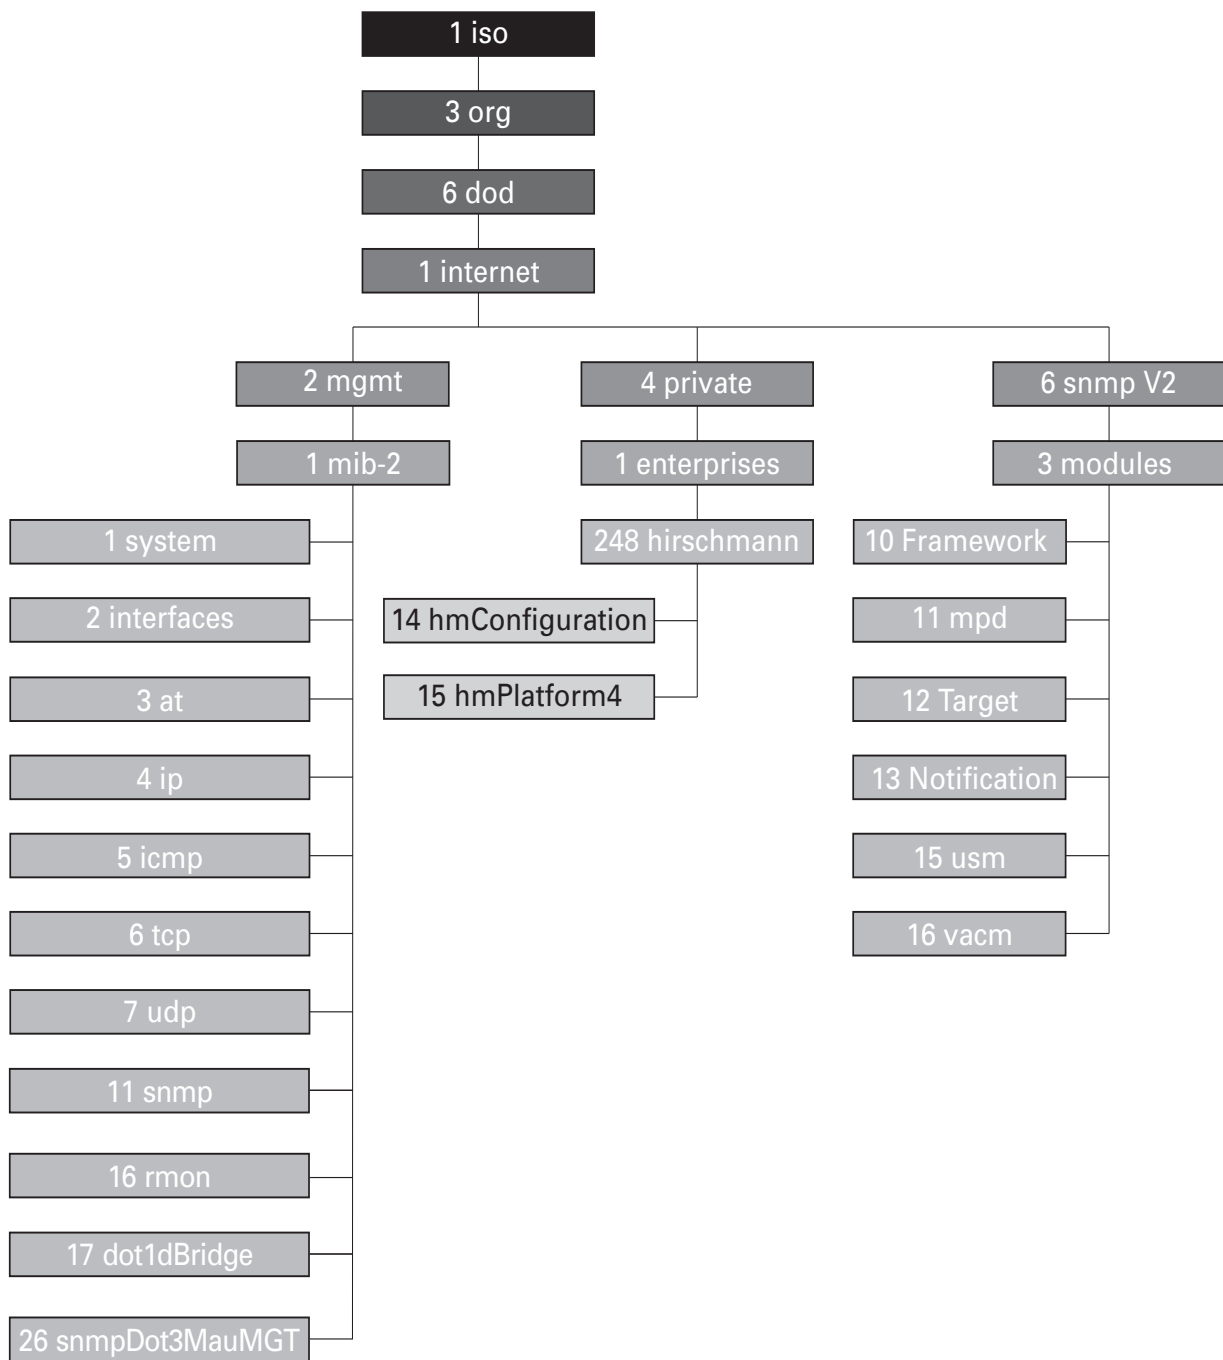 1 iso
3 org
6 dod
1 internet
2 mgmt
4 private
6 snmp V2
1 mib-2
1 enterprises
3 modules
1 system
248 hirschmann
10 Framework
2 interfaces
14 hmConfiguration
11 mpd
3 at
15 hmPlatform4
12 Target
4 ip
13 Notification
5 icmp
15 usm
6 tcp
16 vacm
7 udp
11 snmp
16 rmon
17 dot1dBridge
26 snmpDot3MauMGT